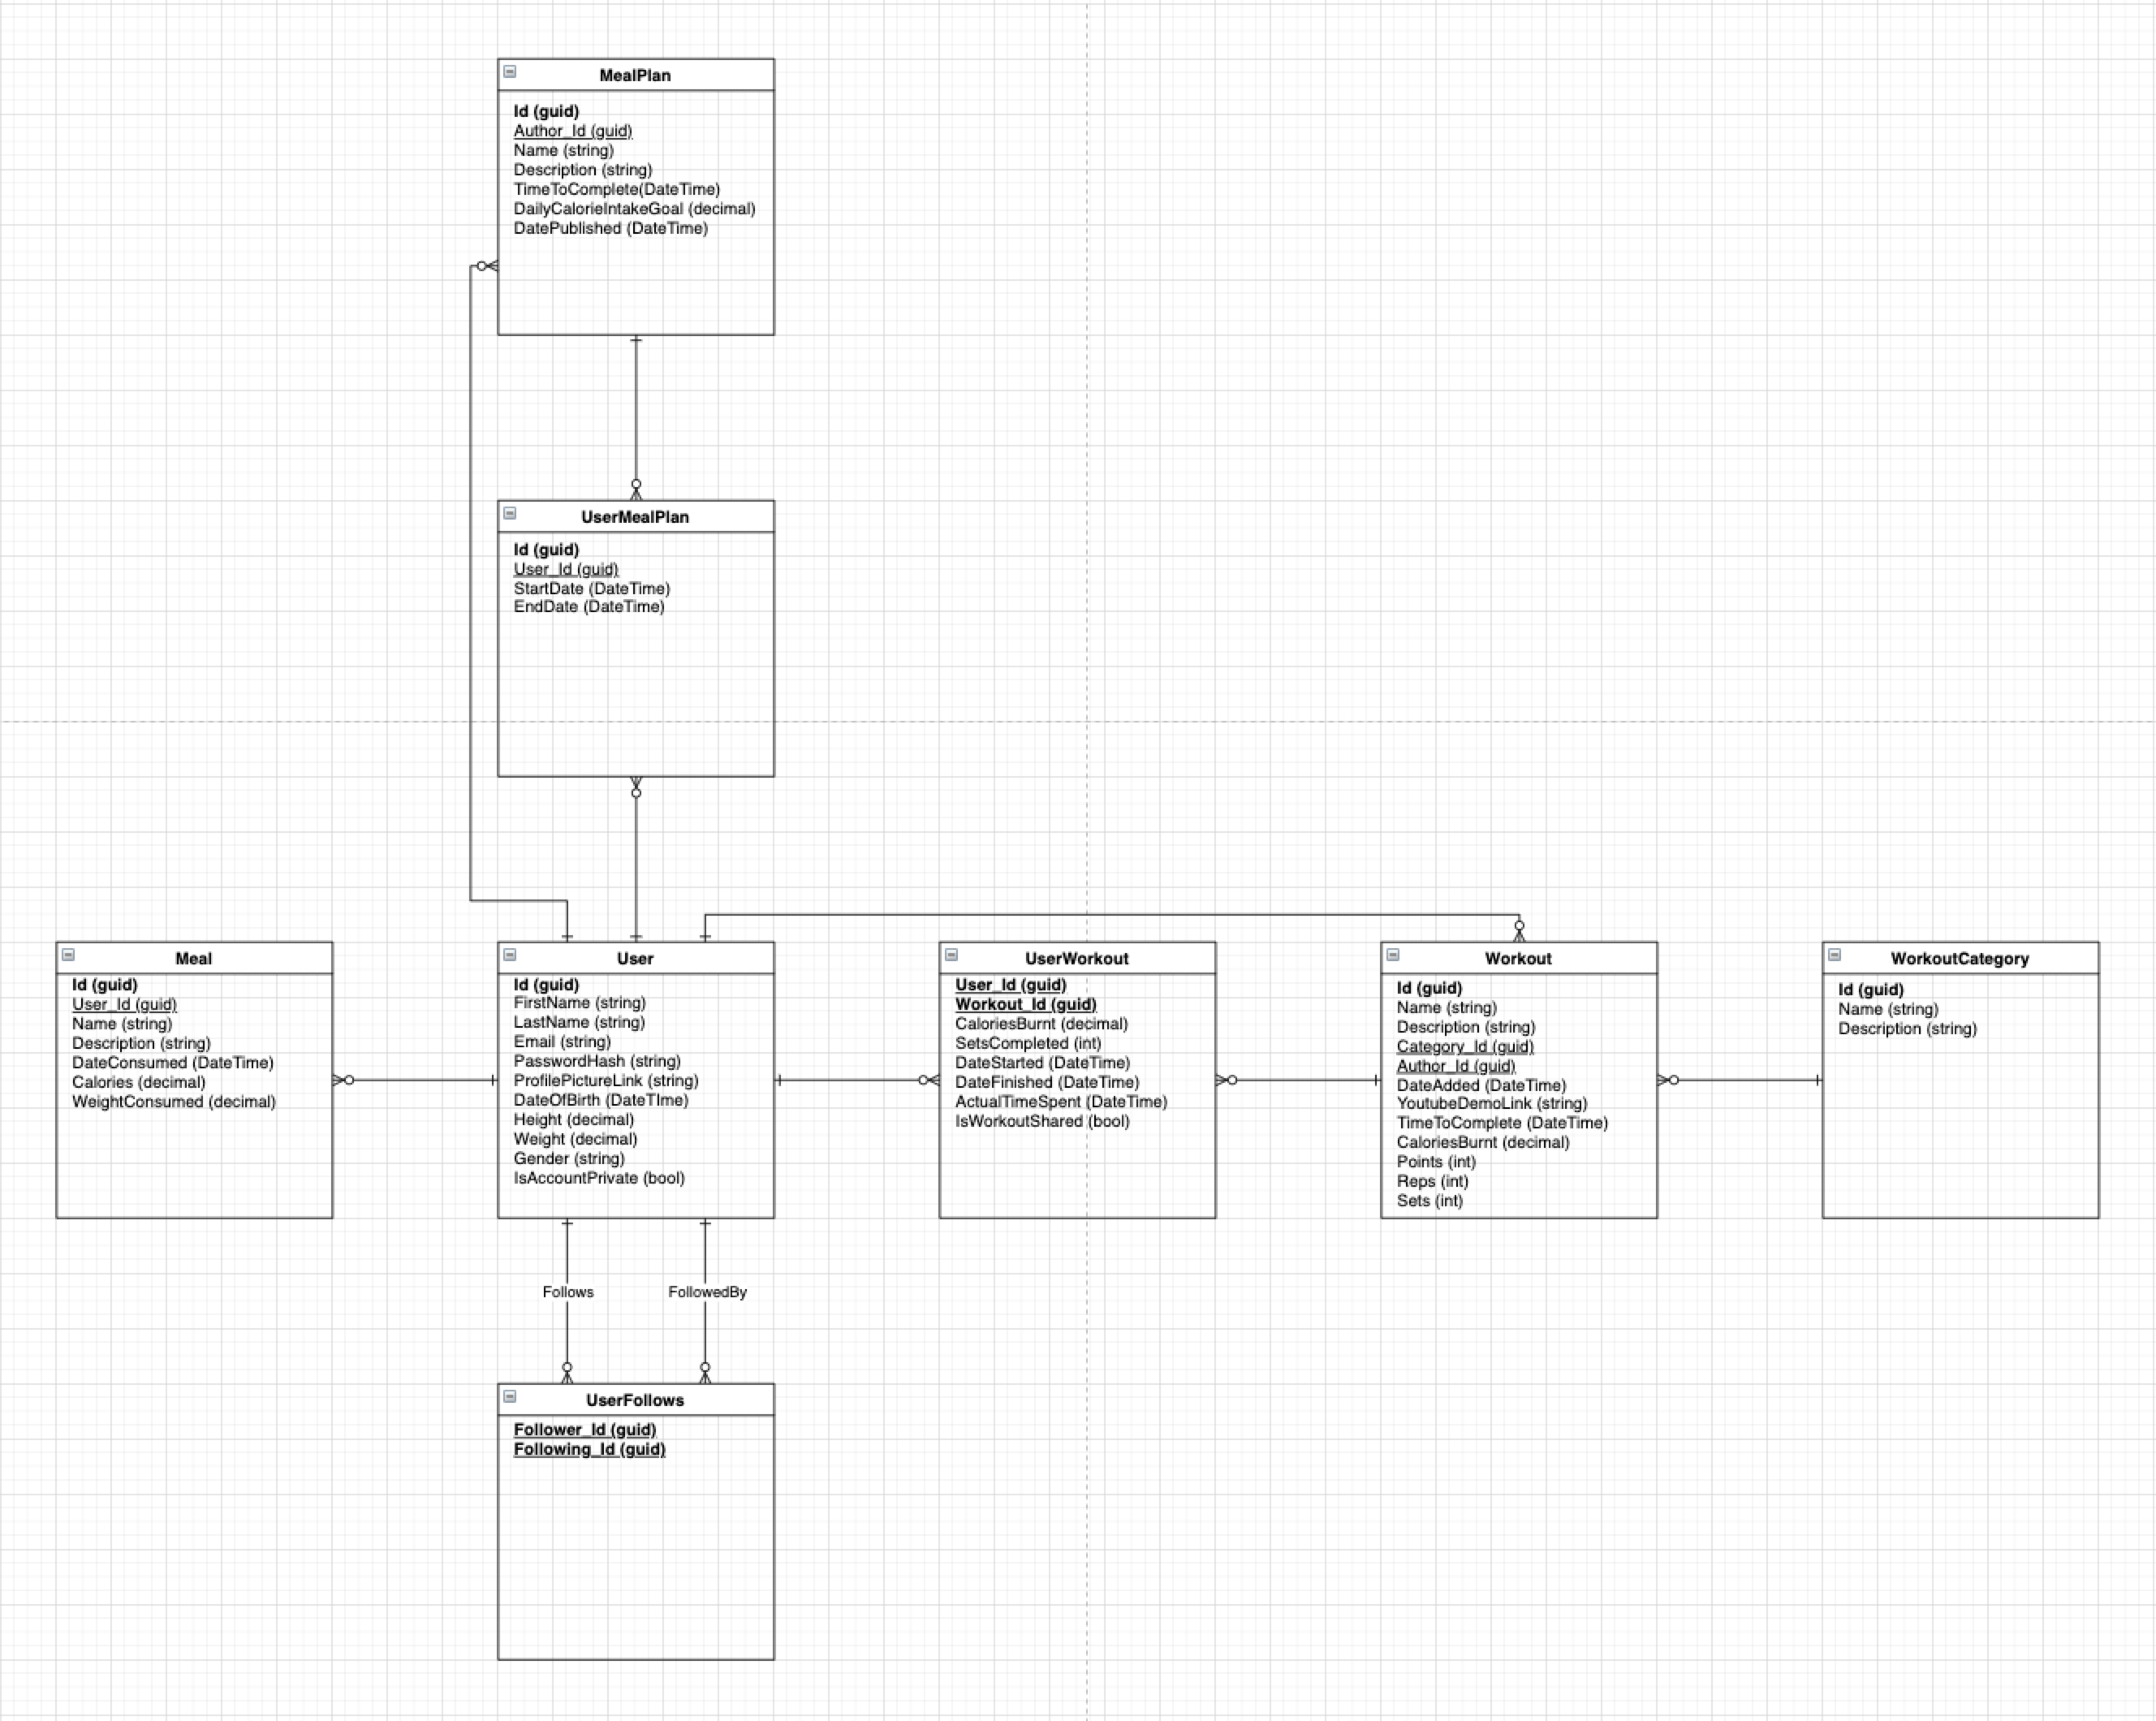 MealPlan
Id (guid)
Author_Id (guid)
Name (string)
Description (string)
TimeToComplete(DateTime)
DailyCalorieIntakeGoal (decimal)
DatePublished (DateTime)
UserMealPlan
Id (guid)
User_Id (guid)
StartDate (DateTime)
EndDate (DateTime)
Meal
Id (guid)
User_Id (guid)
Name (string)
Description (string)
DateConsumed (DateTime)
Calories (decimal)
WeightConsumed (decimal)
User
Id (guid)
FirstName (string)
LastName (string)
Email (string)
PasswordHash (string)
ProfilePictureLink (string)
DateOfBirth (DateTIme)
Height (decimal)
Weight (decimal)
Gender (string)
IsAccountPrivate (bool)
UserWorkout
User_Id (guid)
Workout_Id (guid)
CaloriesBurnt (decimal)
SetsCompleted (int)
DateStarted (DateTime)
DateFinished (DateTime)
ActualTimeSpent (DateTime)
IsWorkoutShared (bool)
Workout
Id (guid)
Name (string)
Description (string)
Category_Id (guid)
Author_Id (guid)
DateAdded (DateTime)
YoutubeDemoLink (string)
TimeToComplete (DateTime)
CaloriesBurnt (decimal)
Points (int)
Reps (int)
Sets (int)
WorkoutCategory
Id (guid)
Name (string)
Description (string)
Follows
FollowedBy
UserFollows
Follower_Id (guid)
Following_Id (guid)